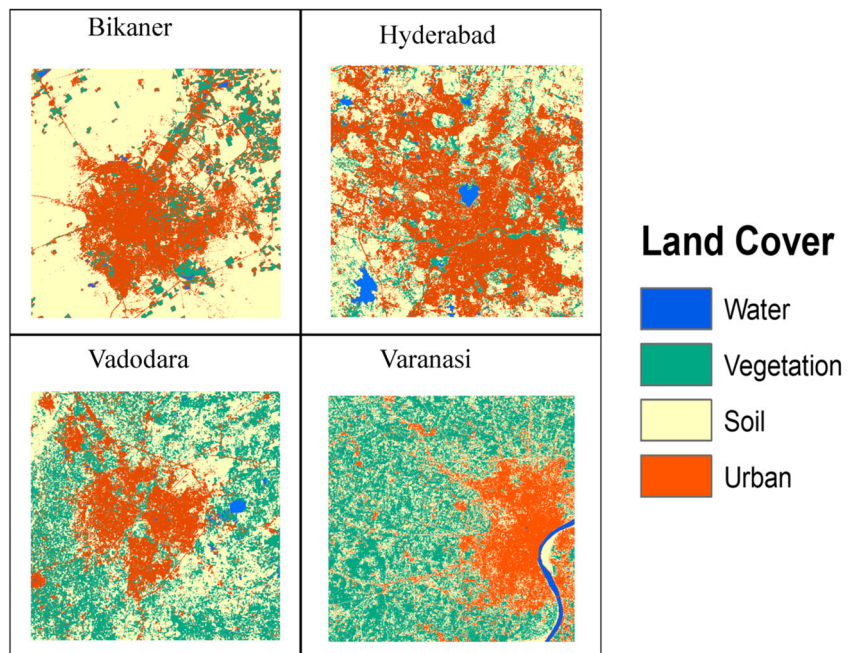 Bikaner
Hyderabad
Vadodara
Varanasi
Land Cover
Water
Vegetation
Soil
Urban